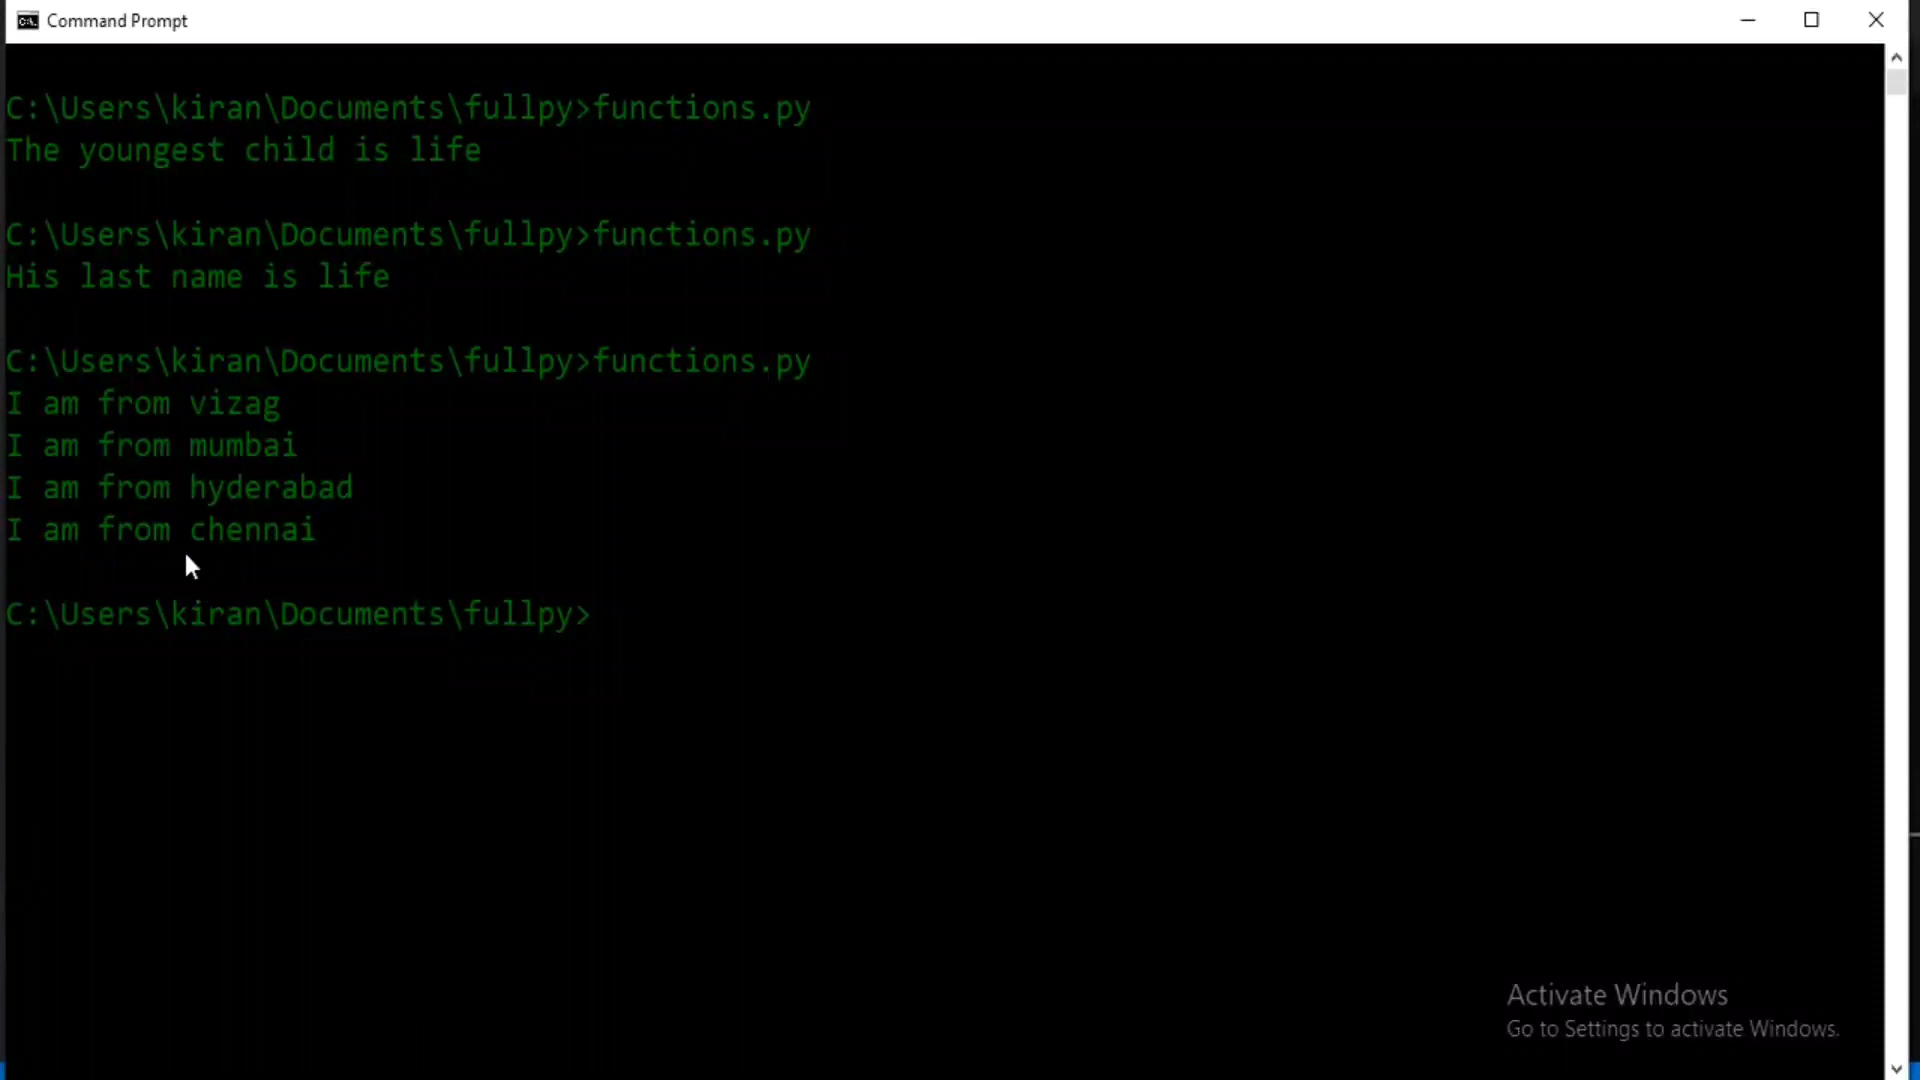 Command Prompt
C:\Users\kiran\Documents\fullpy>functions.py
The youngest child is life
C:\Users\kiran\Documents\fullpy>functions.py
His last name is life
C:\Users\kiran\Documents\fullpy>functions.py
I am from vizag
I am from mumbai
I am from hyderabad
I am from chennai
C:\Users\kiran\Documents\fullpy>
Activate Windows
Go to Settings to activate Windows.